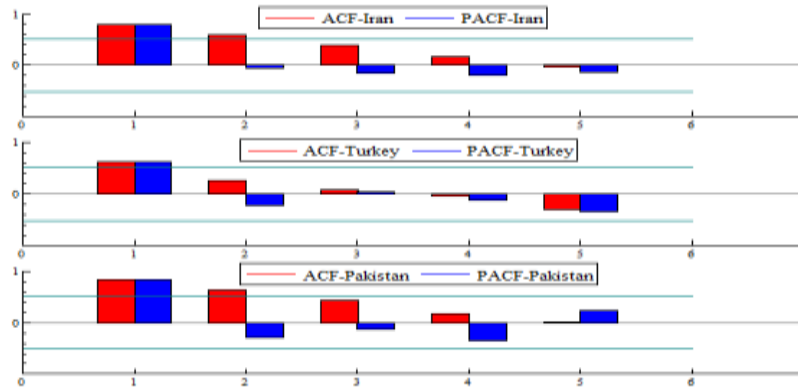 1
ACF-Iran PACF-Iran
0
0 1 2 3 4 5 6
1
ACF-Turkey PACF-Turkey
0
0 1 2 3 4 5 6
1
ACF-Pakistan PACF-Pakistan
0
0 1 2 3 4 5 6